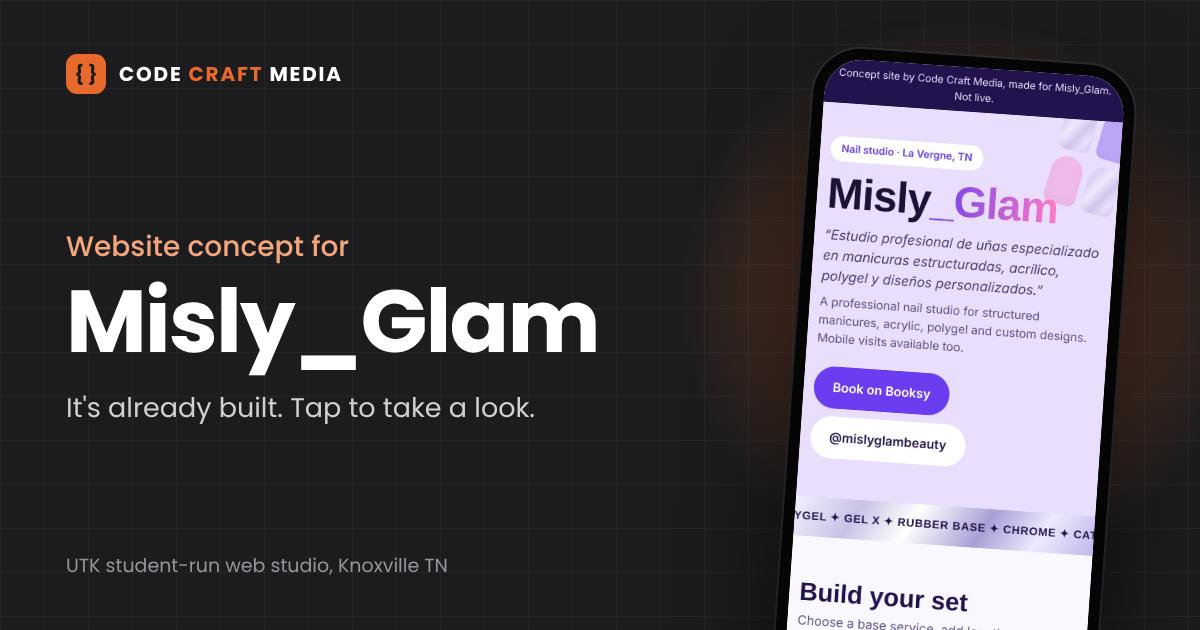 { } CODE CRAFT MEDIA
Website concept for
Misly_Glam
It's already built. Tap to take a look.
UTK student-run web studio, Knoxville TN
Concept site by Code Craft Media, made for Misly_Glam.
Not live.
Nail studio · La Vergne, TN
Misly_Glam
“Estudio profesional de uñas especializado
en manicuras estructuradas, acrílico,
polygel y diseños personalizados.”
A professional nail studio for structured
manicures, acrylic, polygel and custom designs.
Mobile visits available too.
Book on Booksy
@mislyglambeauty
YGEL ✦ GEL X ✦ RUBBER BASE ✦ CHROME ✦ CAT
Build your set
Choose a base service, add